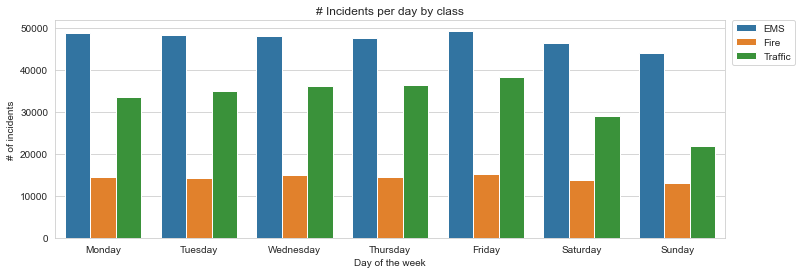 # Incidents per day by class
EMS
Fire
Traffic
# of incidents
50000
40000
30000
20000
10000
0
Monday Tuesday Wednesday Thursday Friday Saturday Sunday
Day of the week